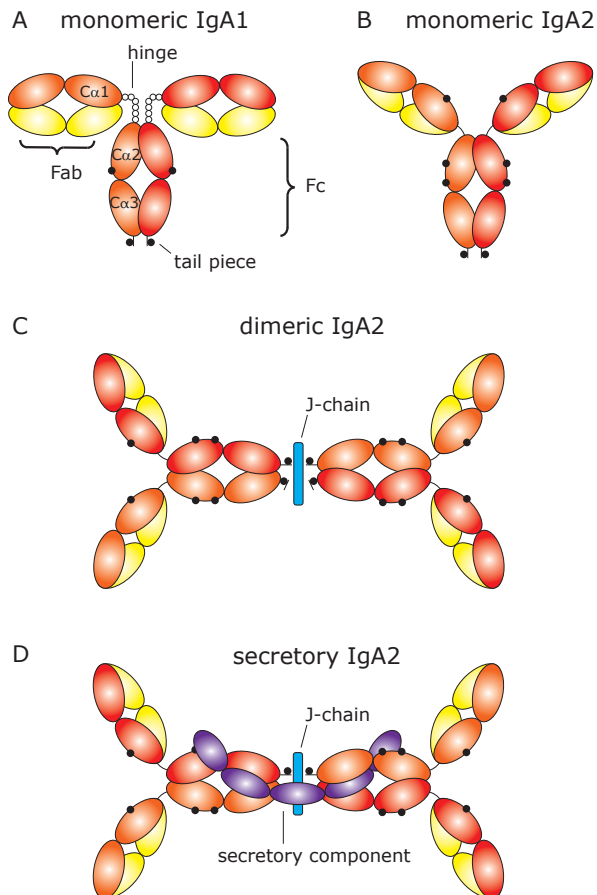 A monomeric IgA1
B monomeric IgA2
hinge
Cα1
Cα2
Fab
Fc
Cα3
tail piece
C dimeric IgA2
J-chain
D secretory IgA2
J-chain
secretory component